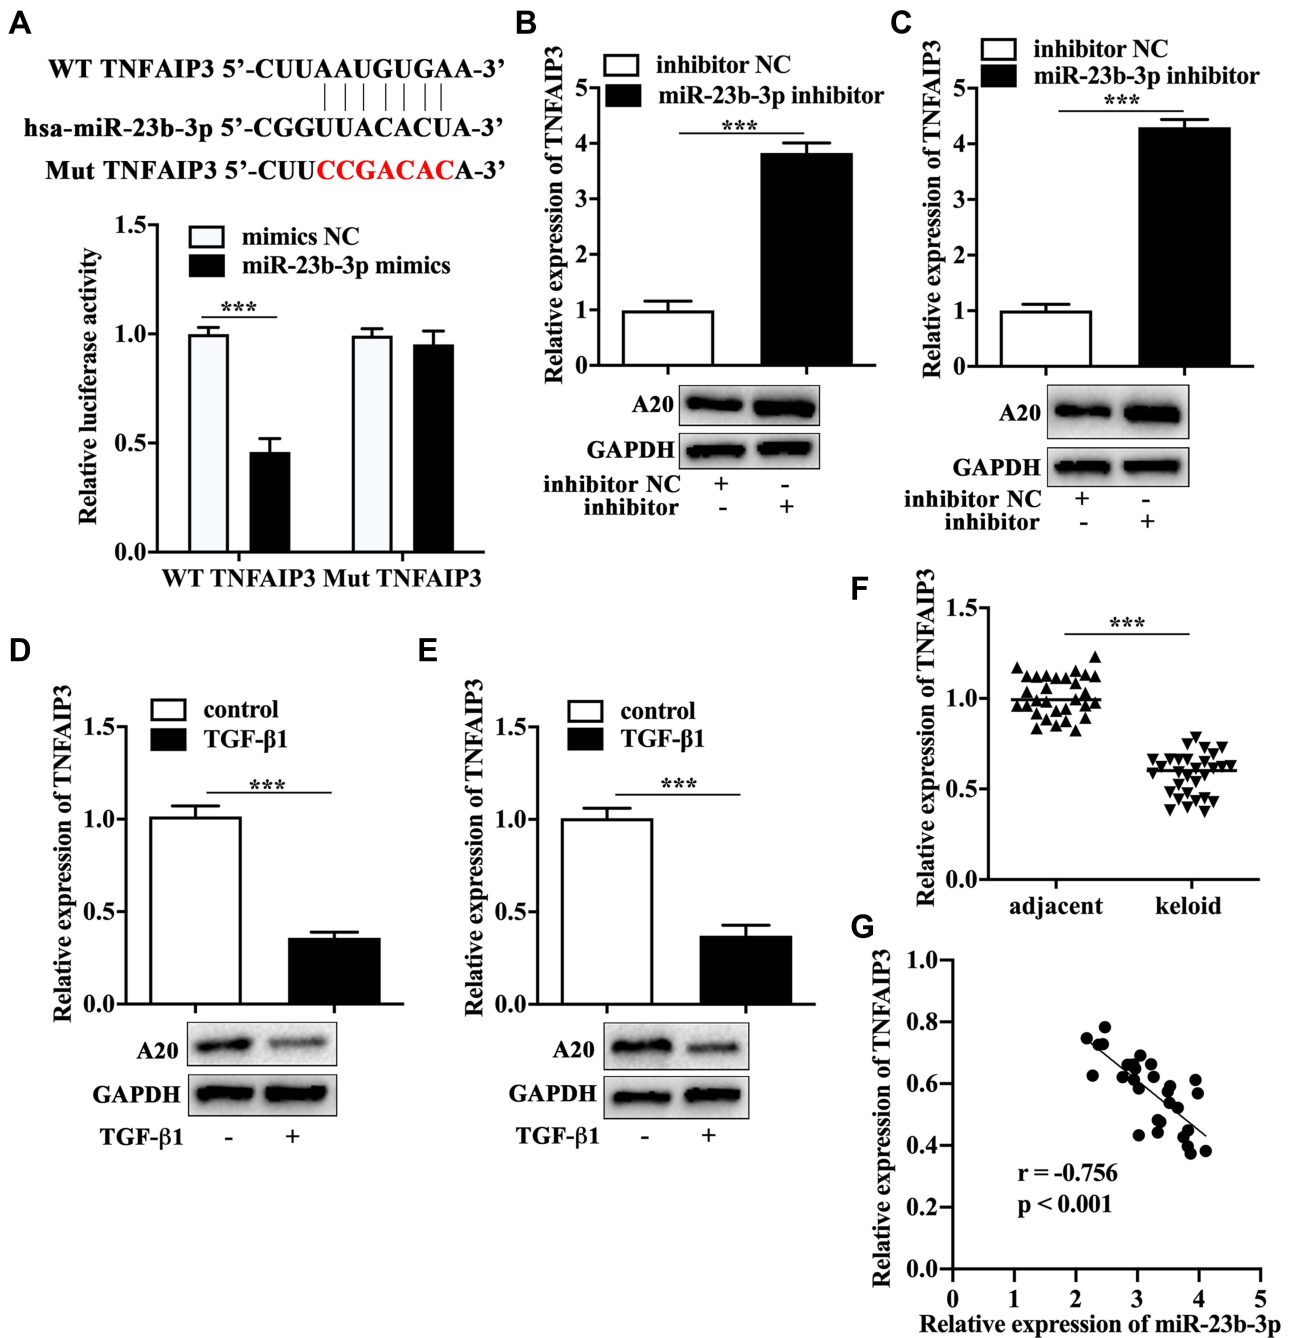 A
WT TNFAIP3 5’-CUUAAUGUGAA-3’
hsa-miR-23b-3p 5’-CGGUUACACUA-3’
Mut TNFAIP3 5’-CUUCCGACACA-3’
Relative luciferase activity
1.5
1.0
0.5
0.0
mimics NC
miR-23b-3p mimics
***
WT TNFAIP3 Mut TNFAIP3
B
Relative expression of TNFAIP3
inhibitor NC
miR-23b-3p inhibitor
5
4
3
2
1
0
***
A20
GAPDH
inhibitor NC + -
inhibitor - +
C
Relative expression of TNFAIP3
inhibitor NC
miR-23b-3p inhibitor
5
4
3
2
1
0
***
A20
GAPDH
inhibitor NC + -
inhibitor - +
D
Relative expression of TNFAIP3
control
TGF-β1
1.5
1.0
0.5
0.0
***
A20
GAPDH
TGF-β1 - +
E
Relative expression of TNFAIP3
control
TGF-β1
1.5
1.0
0.5
0.0
***
A20
GAPDH
TGF-β1 - +
F
Relative expression of TNFAIP3
1.5
1.0
0.5
0.0
***
adjacent keloid
G
Relative expression of TNFAIP3
1.0
0.8
0.6
0.4
0.2
0.0
r = -0.756
p < 0.001
0 1 2 3 4 5
Relative expression of miR-23b-3p